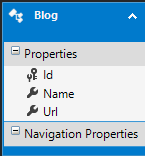 Blog
Properties
Id
Name
Url
Navigation Properties